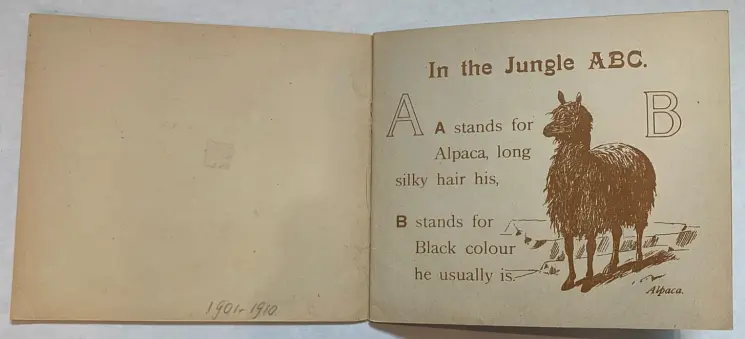 1901-1910
In the Jungle ABC.
A
B
A stands for
Alpaca, long
silky hair his,
B stands for
Black colour
he usually is.
Alpaca.